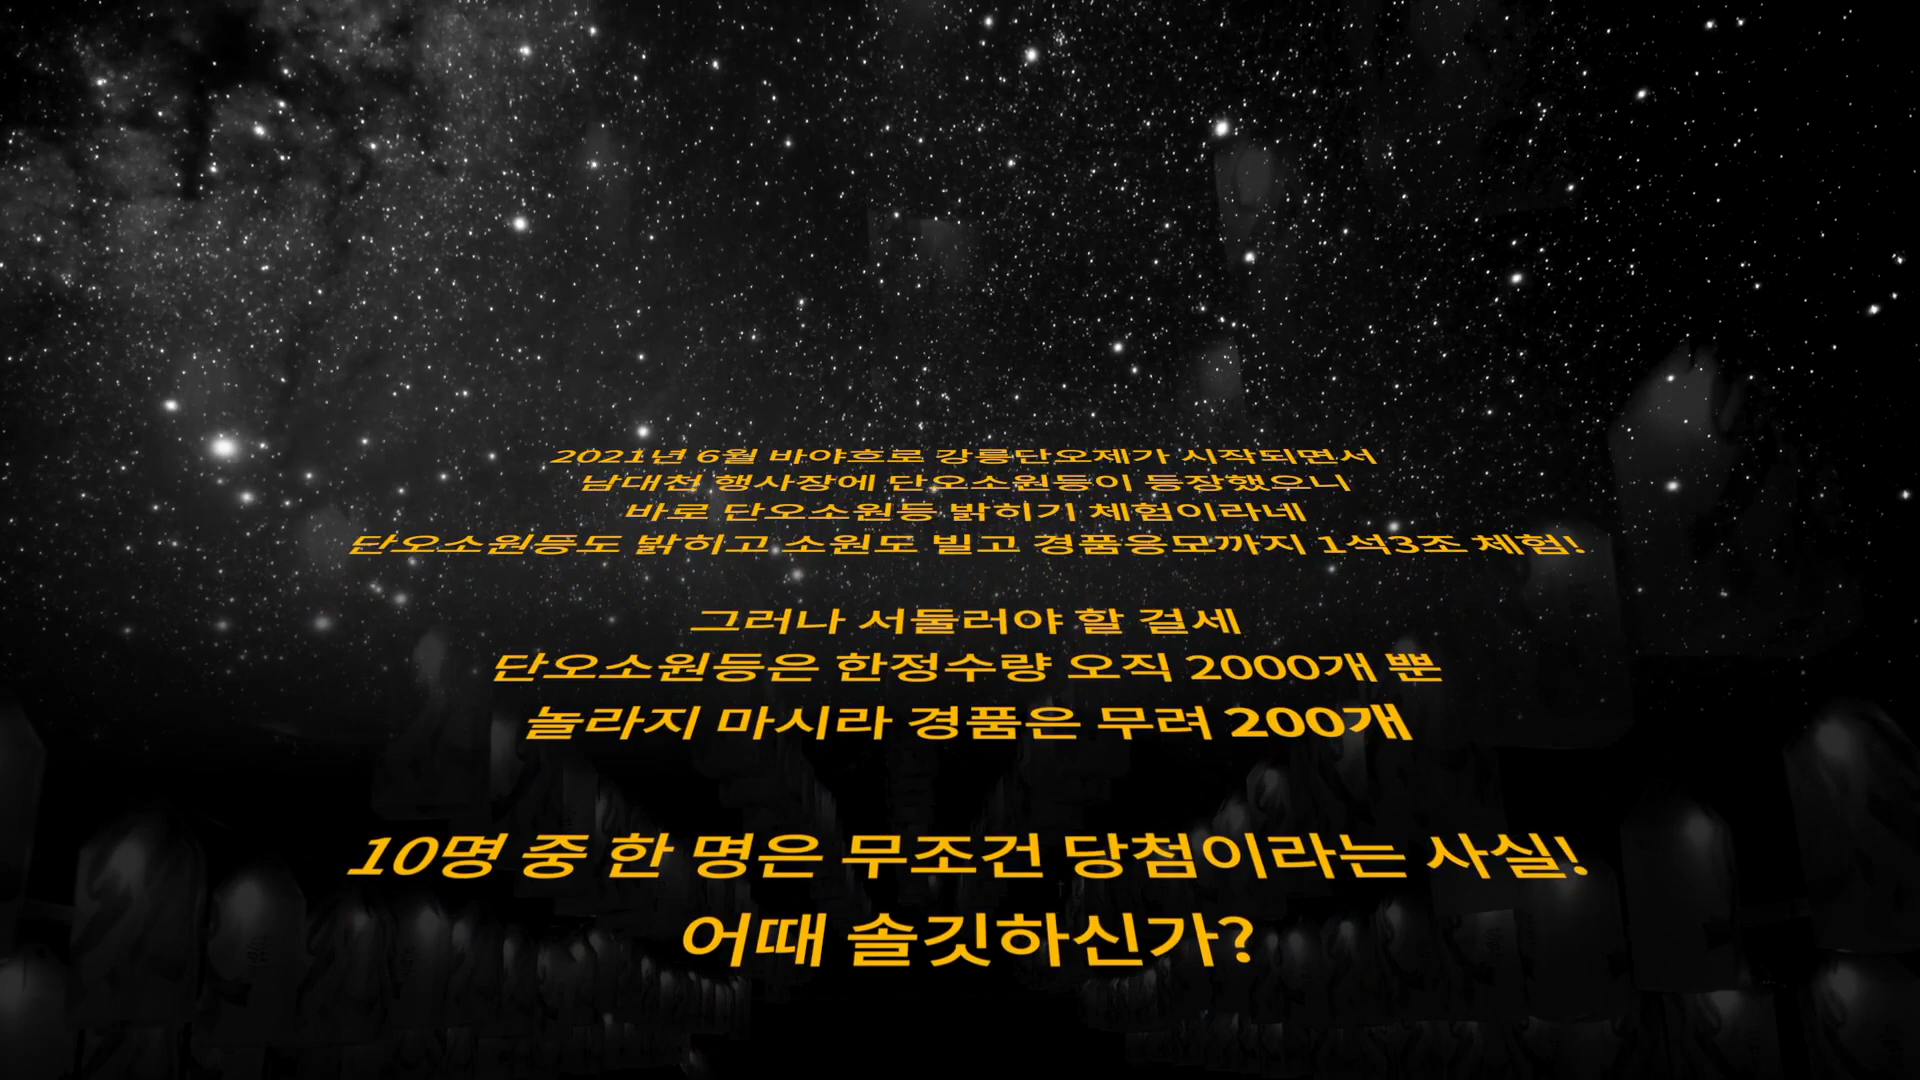 2021년 6월 바야흐로 강릉단오제가 시작되면서
남대천 행사장에 단오소원등이 등장했으니
바로 단오소원등 밝히기 체험이라네
단오소원등도 밝히고 소원도 빌고 경품응모까지 1석3조 체험!
그러나 서둘러야 할 걸세
단오소원등은 한정수량 오직 2000개 뿐
놀라지 마시라 경품은 무려 200개
10명 중 한 명은 무조건 당첨이라는 사실!
어때 솔깃하신가?